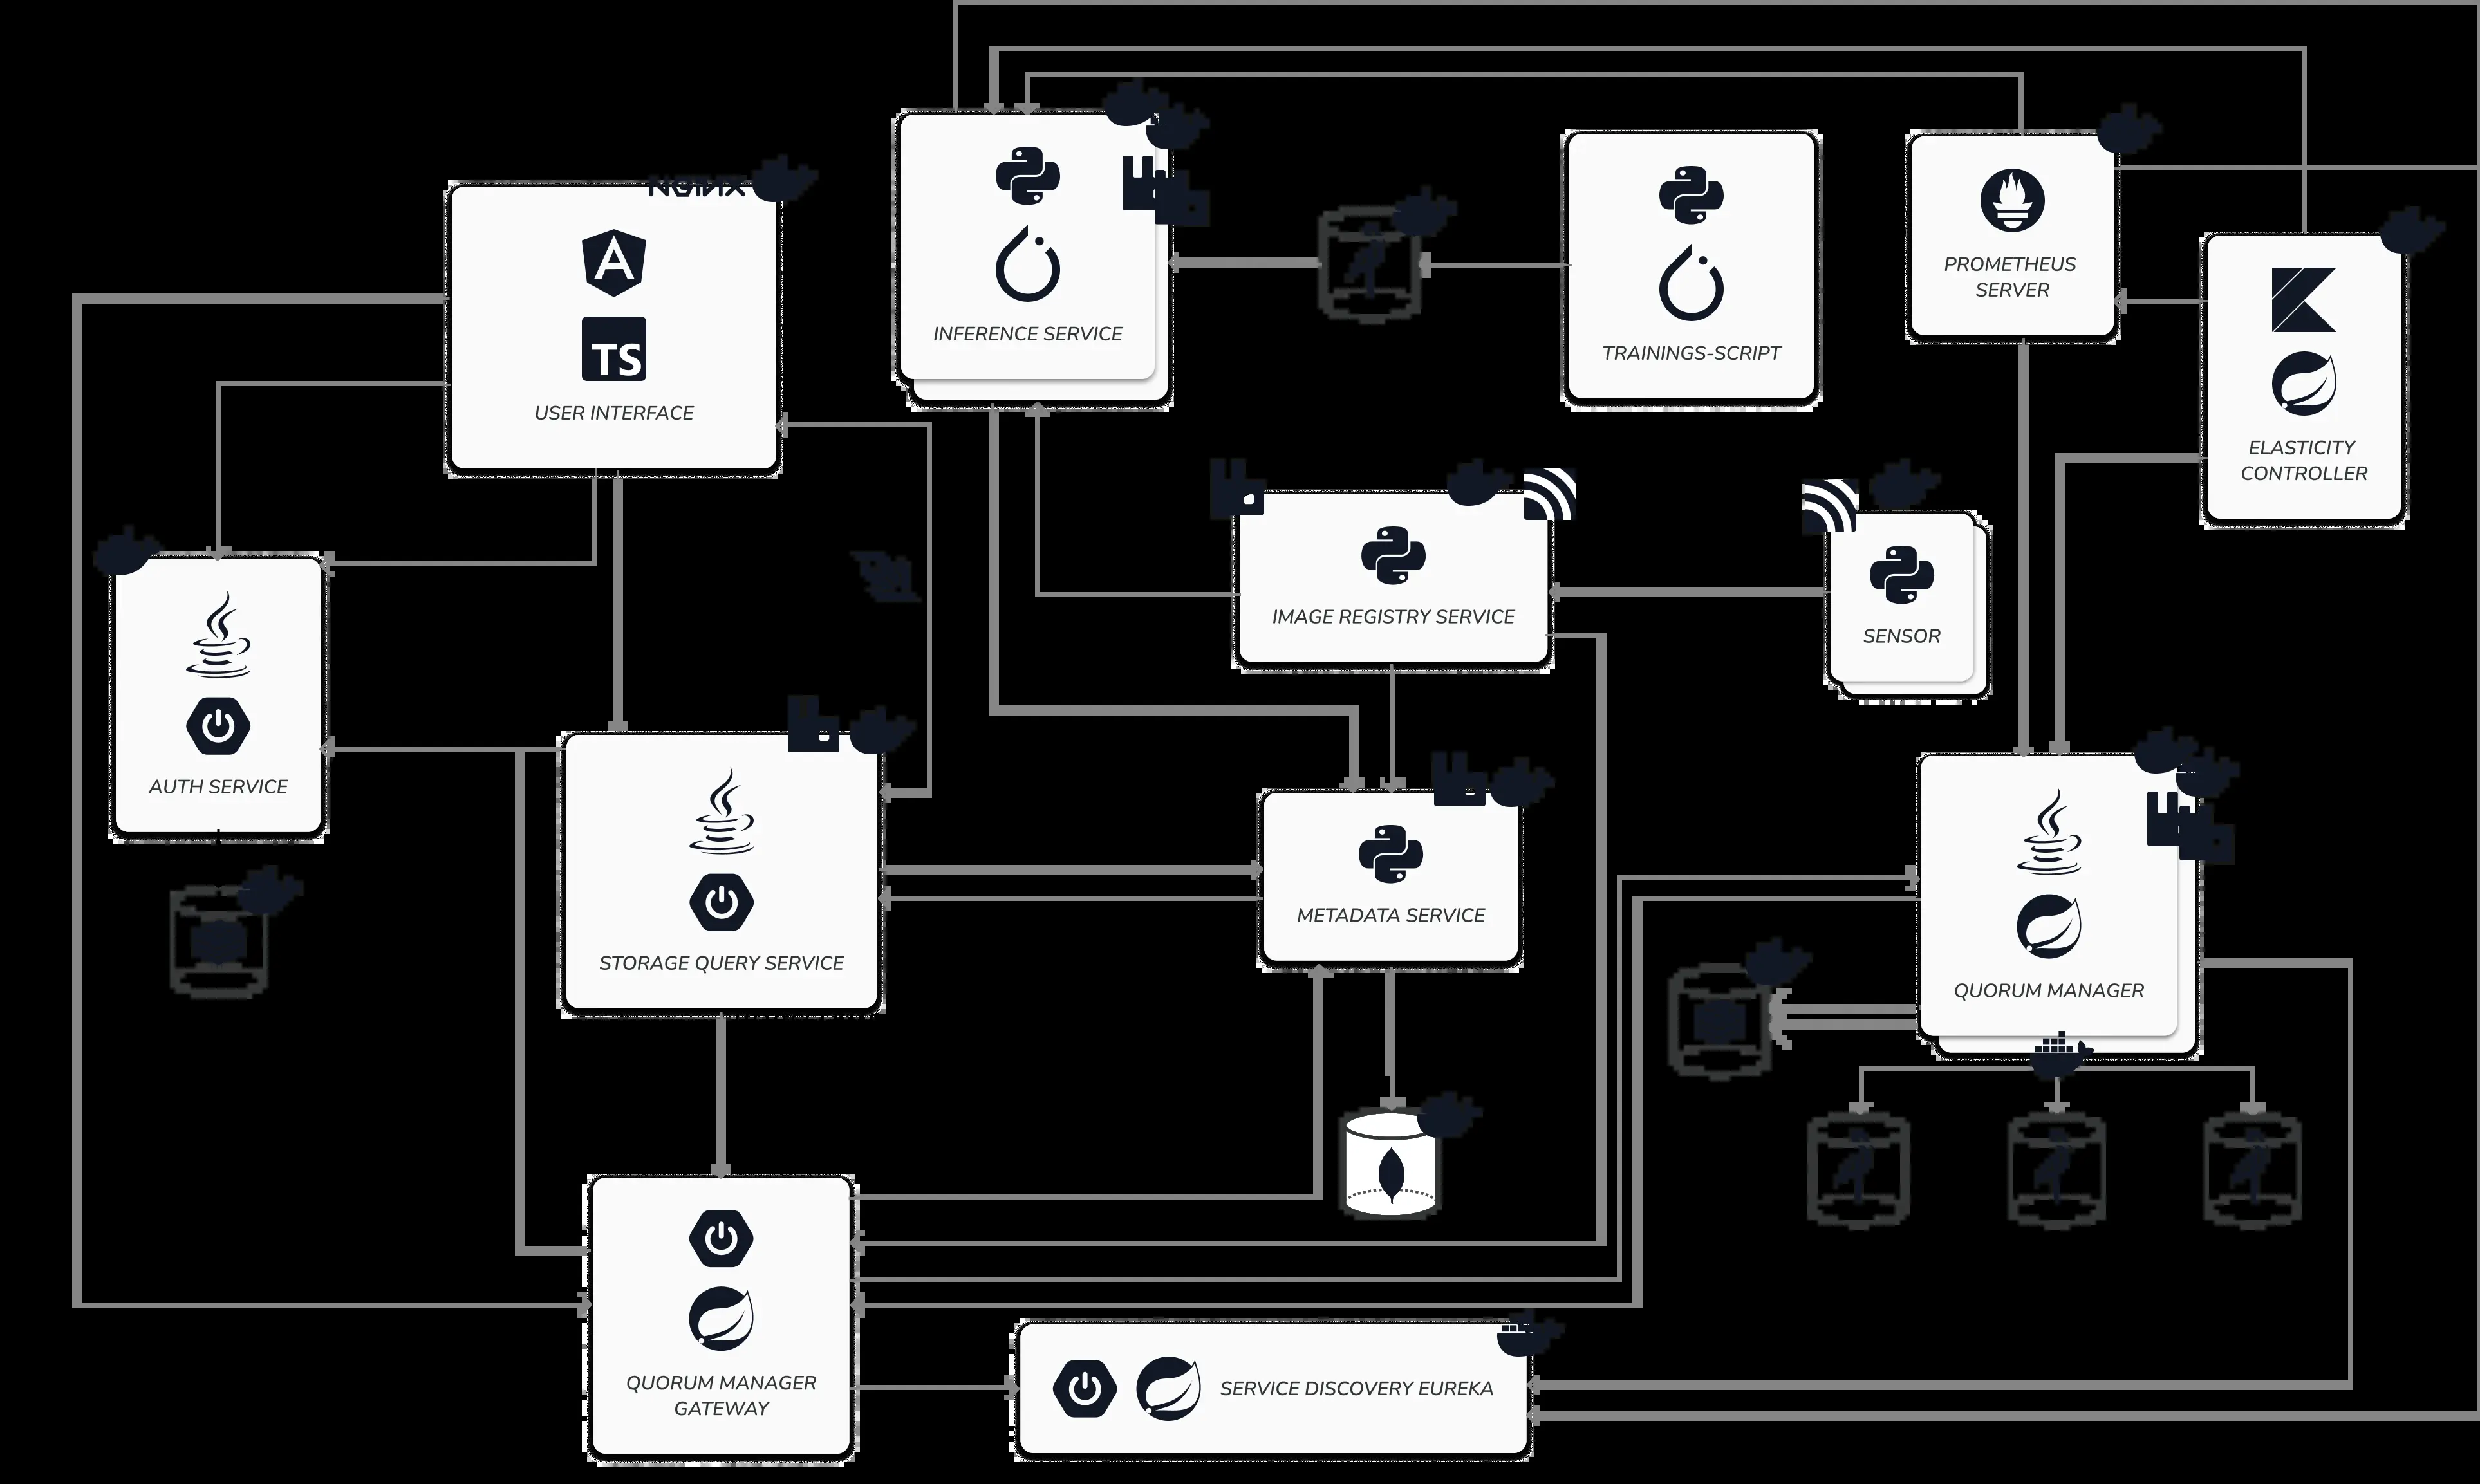 NGINX
A
TS
USER INTERFACE
INFERENCE SERVICE
TRAININGS-SCRIPT
PROMETHEUS
SERVER
ELASTICITY
CONTROLLER
IMAGE REGISTRY SERVICE
SENSOR
AUTH SERVICE
STORAGE QUERY SERVICE
METADATA SERVICE
QUORUM MANAGER
QUORUM MANAGER
GATEWAY
SERVICE DISCOVERY EUREKA